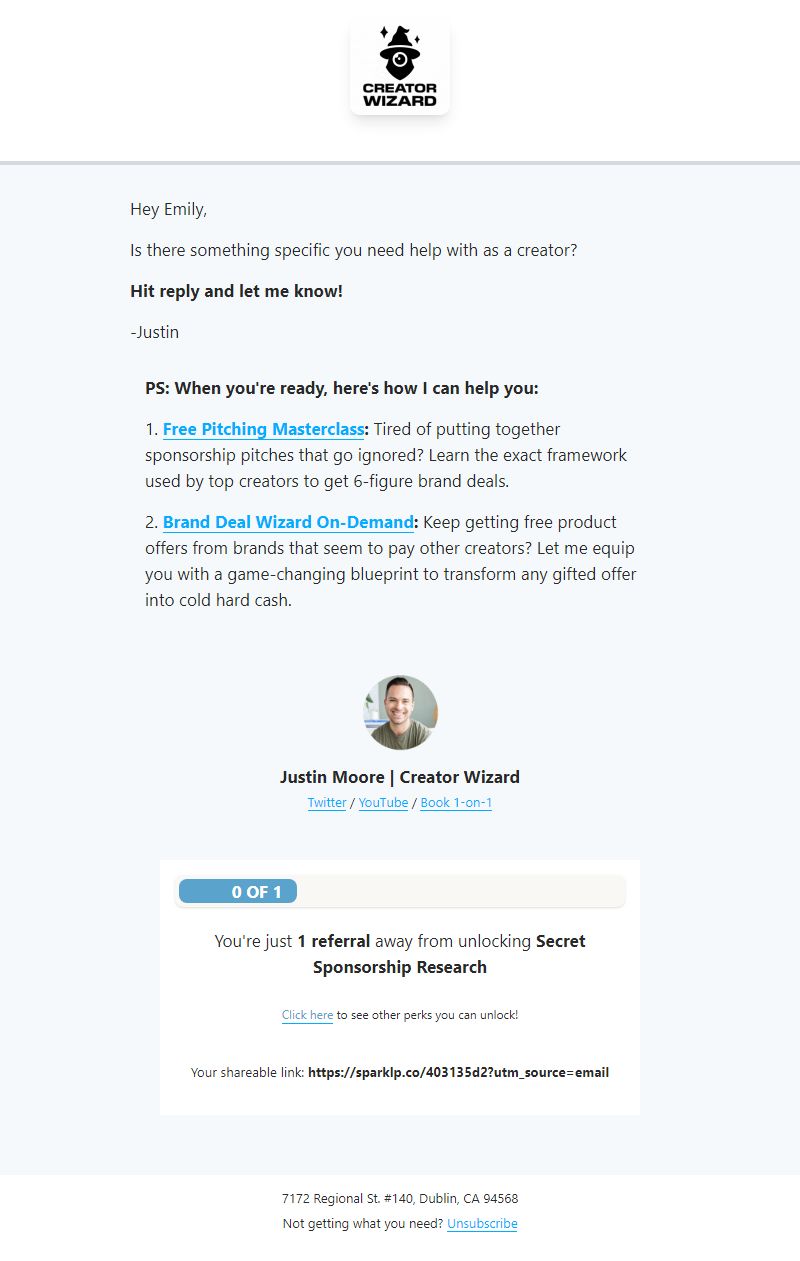 CREATOR
WIZARD
Hey Emily,
Is there something specific you need help with as a creator?
Hit reply and let me know!
-Justin
PS: When you're ready, here's how I can help you:
1. Free Pitching Masterclass: Tired of putting together
sponsorship pitches that go ignored? Learn the exact framework
used by top creators to get 6-figure brand deals.
2. Brand Deal Wizard On-Demand: Keep getting free product
offers from brands that seem to pay other creators? Let me equip
you with a game-changing blueprint to transform any gifted offer
into cold hard cash.
Justin Moore | Creator Wizard
Twitter / YouTube / Book 1-on-1
0 OF 1
You're just 1 referral away from unlocking Secret
Sponsorship Research
Click here to see other perks you can unlock!
Your shareable link: https://sparklp.co/403135d2?utm_source=email
7172 Regional St. #140, Dublin, CA 94568
Not getting what you need? Unsubscribe